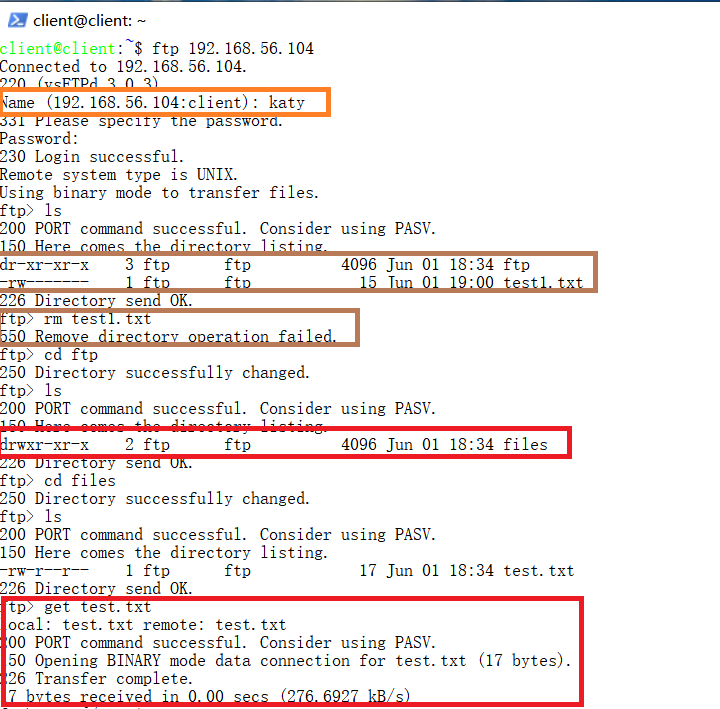 client@client: ~
client@client:~$ ftp 192.168.56.104
Connected to 192.168.56.104.
220 (vsFTPd 3.0.3)
Name (192.168.56.104:client): katy
331 Please specify the password.
Password:
230 Login successful.
Remote system type is UNIX.
Using binary mode to transfer files.
ftp> ls
200 PORT command successful. Consider using PASV.
150 Here comes the directory listing.
dr-xr-xr-x    3 ftp      ftp          4096 Jun 01 18:34 ftp
-rw-------    1 ftp      ftp            15 Jun 01 19:00 test1.txt
226 Directory send OK.
ftp> rm test1.txt
550 Remove directory operation failed.
ftp> cd ftp
250 Directory successfully changed.
ftp> ls
200 PORT command successful. Consider using PASV.
150 Here comes the directory listing.
drwxr-xr-x    2 ftp      ftp          4096 Jun 01 18:34 files
226 Directory send OK.
ftp> cd files
250 Directory successfully changed.
ftp> ls
200 PORT command successful. Consider using PASV.
150 Here comes the directory listing.
-rw-r--r--    1 ftp      ftp            17 Jun 01 18:34 test.txt
226 Directory send OK.
ftp> get test.txt
local: test.txt remote: test.txt
200 PORT command successful. Consider using PASV.
150 Opening BINARY mode data connection for test.txt (17 bytes).
226 Transfer complete.
17 bytes received in 0.00 secs (276.6927 kB/s)